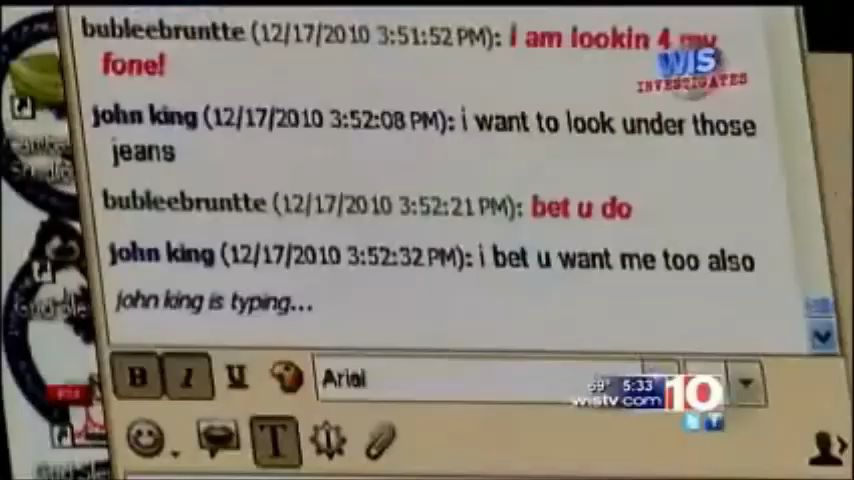 bubleebruntte (12/17/2010 3:51:52 PM): i am lookin 4 my
fone!
WIS
INVESTIGATES
john king (12/17/2010 3:52:08 PM): i want to look under those
jeans
bubleebruntte (12/17/2010 3:52:21 PM): bet u do
john king (12/17/2010 3:52:32 PM): i bet u want me too also
john king is typing...
B I U Arial
59° 5:33
wistv.com 10
T